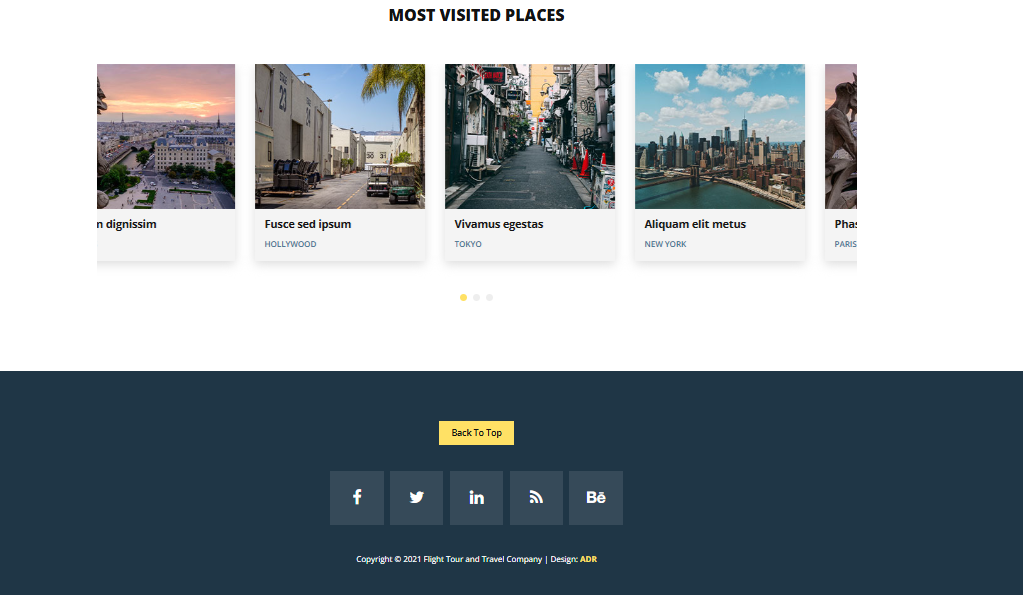 MOST VISITED PLACES
n dignissim
Fusce sed ipsum
HOLLYWOOD
Vivamus egestas
TOKYO
Aliquam elit metus
NEW YORK
Phas
PARIS
Back To Top
Bē
Copyright © 2021 Flight Tour and Travel Company | Design: ADR